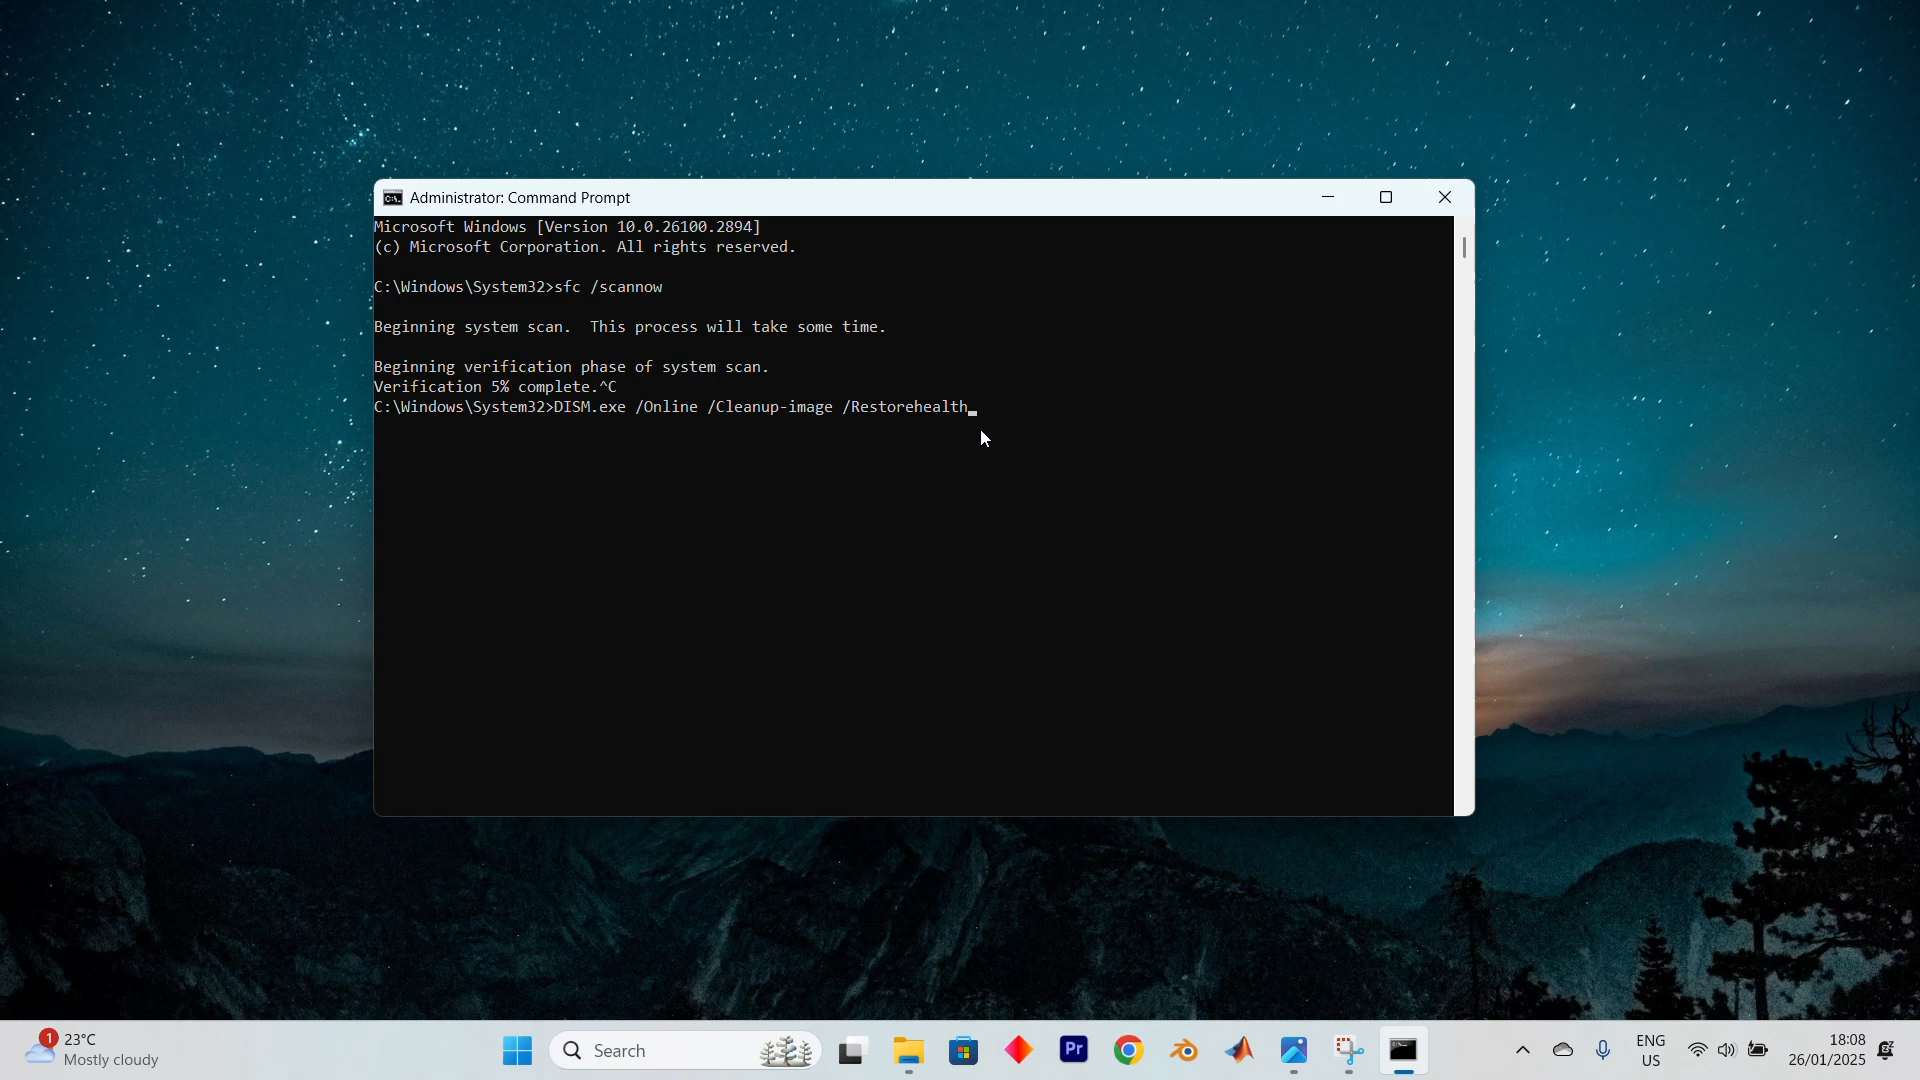 Administrator: Command Prompt
Microsoft Windows [Version 10.0.26100.2894]
(c) Microsoft Corporation. All rights reserved.
C:\Windows\System32>sfc /scannow
Beginning system scan.  This process will take some time.
Beginning verification phase of system scan.
Verification 5% complete.^C
C:\Windows\System32>DISM.exe /Online /Cleanup-image /Restorehealth
1
23°C
Mostly cloudy
Search
Pr
ENG
US
18:08
26/01/2025